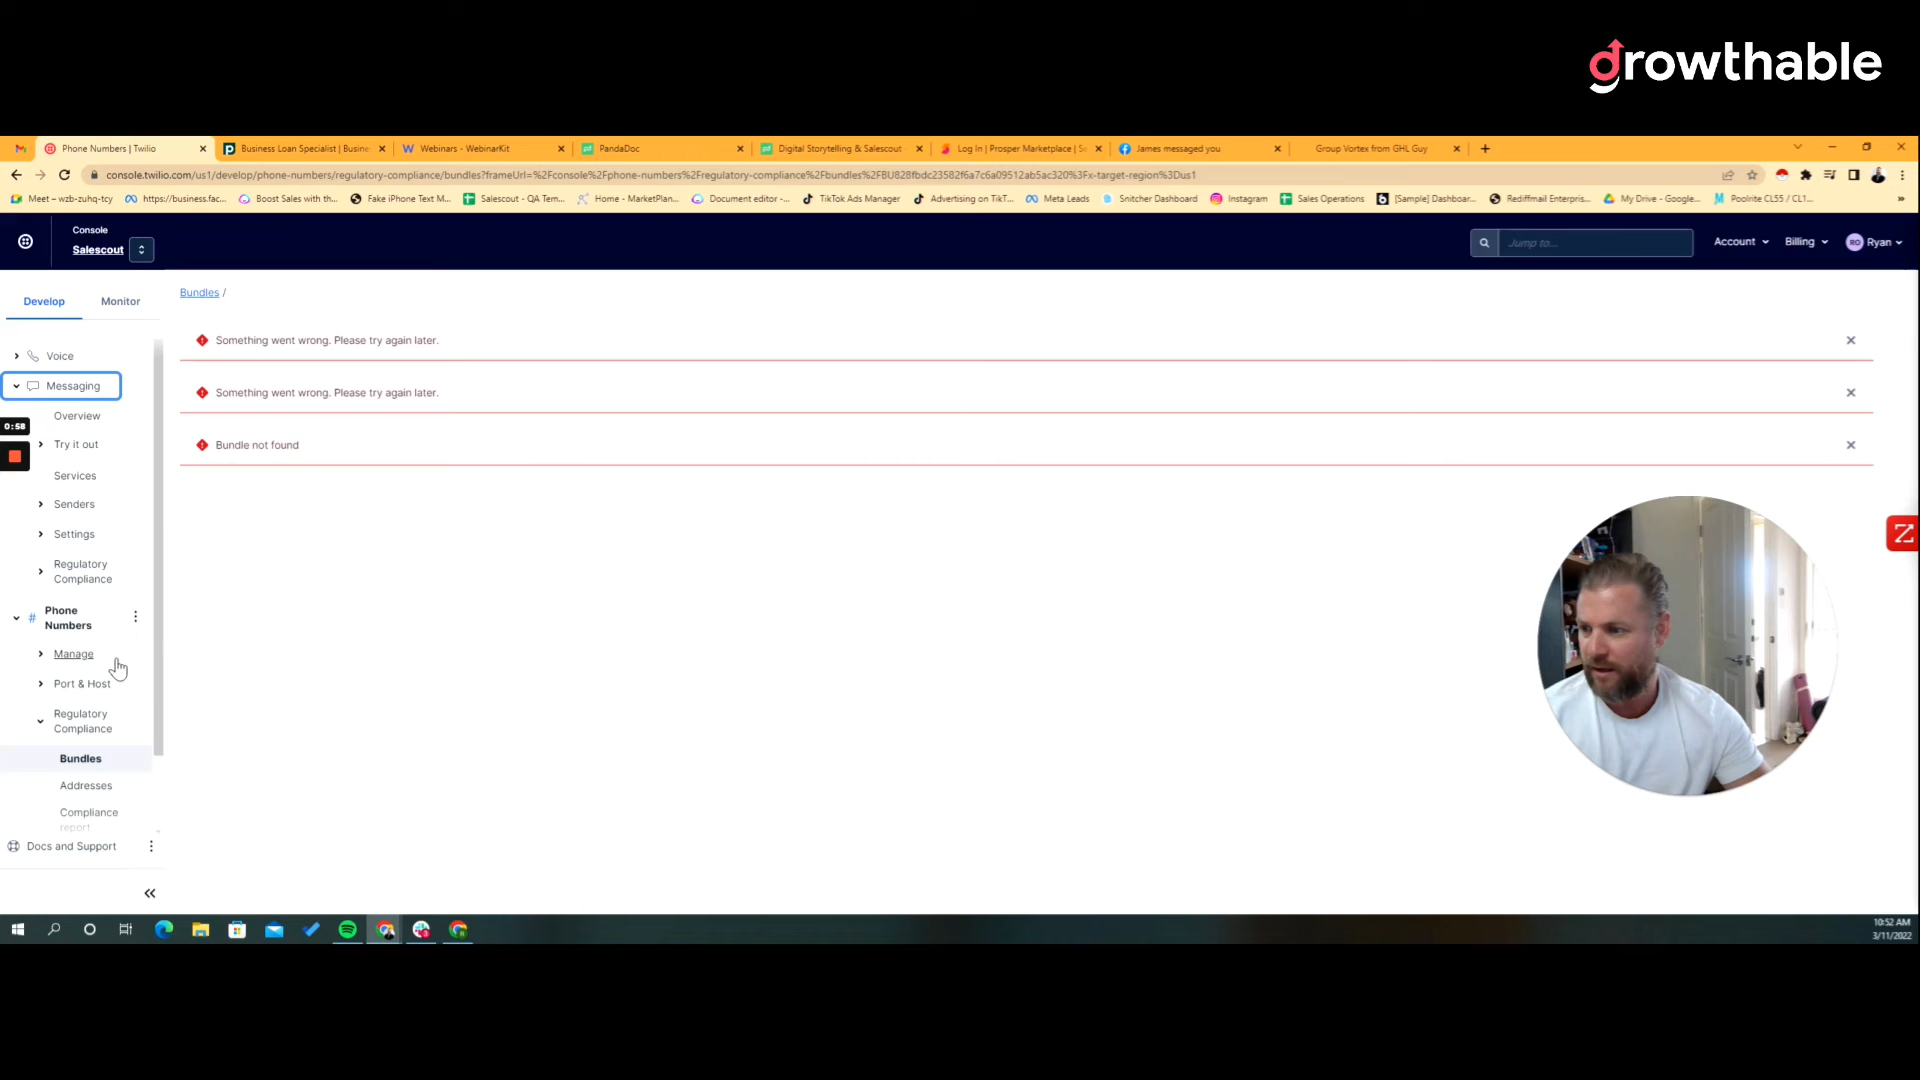 growthable
Phone Numbers | Twilio
Business Loan Specialist | Busine
Webinars - WebinarKit
PandaDoc
Digital Storytelling & Salescout
Log In | Prosper Marketplace | S
James messaged you
Group Vortex from GHL Guy
console.twilio.com/us1/develop/phone-numbers/regulatory-compliance/bundles?frameUrl=%2Fconsole%2Fphone-numbers%2Fregulatory-compliance%2Fbundles%2FBU828fbdc23582f6a7c6a09512ab5ac320%3Fx-target-region%3Dus1
Meet – wzb-zuhq-tcy
https://business.fac...
Boost Sales with th...
Fake iPhone Text M...
Salescout - QA Tem...
Home - MarketPlan...
Document editor -...
TikTok Ads Manager
Advertising on TikT...
Meta Leads
Snitcher Dashboard
Instagram
Sales Operations
[Sample] Dashboar...
Rediffmail Enterpris...
My Drive - Google...
Poolrite CL55 / CL1...
Console
Salescout
Jump to...
Account
Billing
RO
Ryan
Develop
Monitor
Bundles /
Voice
Something went wrong. Please try again later.
Messaging
Something went wrong. Please try again later.
Overview
0:58
Try it out
Bundle not found
Services
Senders
Settings
Regulatory
Compliance
Phone
Numbers
Manage
Port & Host
Regulatory
Compliance
Bundles
Addresses
Compliance
report
Docs and Support
10:52 AM
3/11/2022